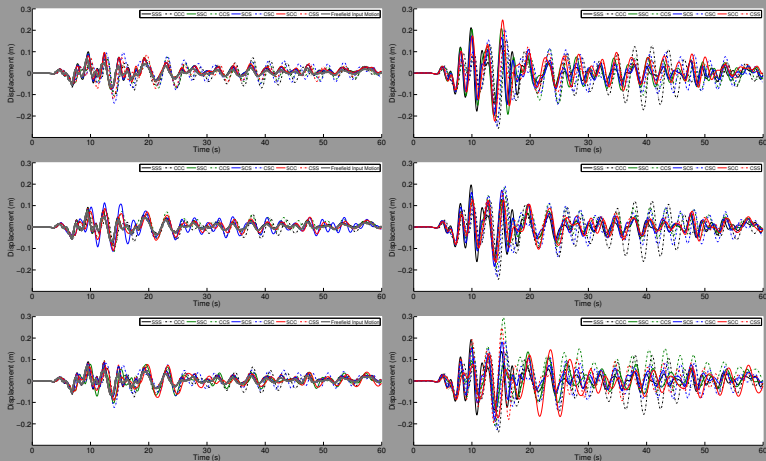 0.3
0.2
0.1
0
−0.1
−0.2
Displacement (m)
SSS CCC SSC CCS SCS CSC SCC CSS Freefield Input Motion
0 10 20 30 40 50 60
Time (s)
0.3
0.2
0.1
0
−0.1
−0.2
Displacement (m)
SSS CCC SSC CCS SCS CSC SCC CSS
0 10 20 30 40 50 60
Time (s)
0.3
0.2
0.1
0
−0.1
−0.2
Displacement (m)
SSS CCC SSC CCS SCS CSC SCC CSS Freefield Input Motion
0 10 20 30 40 50 60
Time (s)
0.3
0.2
0.1
0
−0.1
−0.2
Displacement (m)
SSS CCC SSC CCS SCS CSC SCC CSS
0 10 20 30 40 50 60
Time (s)
0.3
0.2
0.1
0
−0.1
−0.2
Displacement (m)
SSS CCC SSC CCS SCS CSC SCC CSS Freefield Input Motion
0 10 20 30 40 50 60
Time (s)
0.3
0.2
0.1
0
−0.1
−0.2
Displacement (m)
SSS CCC SSC CCS SCS CSC SCC CSS
0 10 20 30 40 50 60
Time (s)